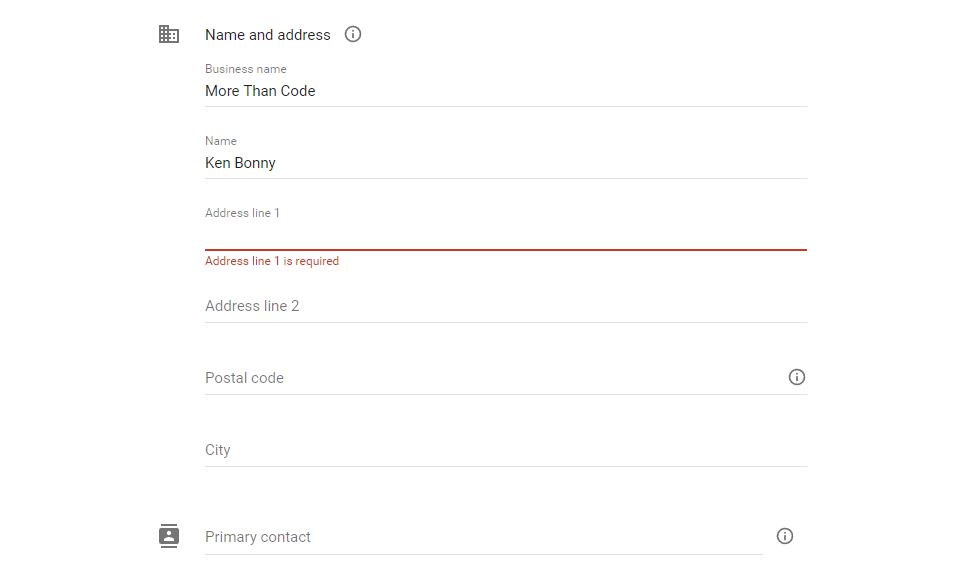 Name and address
Business name
More Than Code
Name
Ken Bonny
Address line 1
Address line 1 is required
Address line 2
Postal code
City
Primary contact